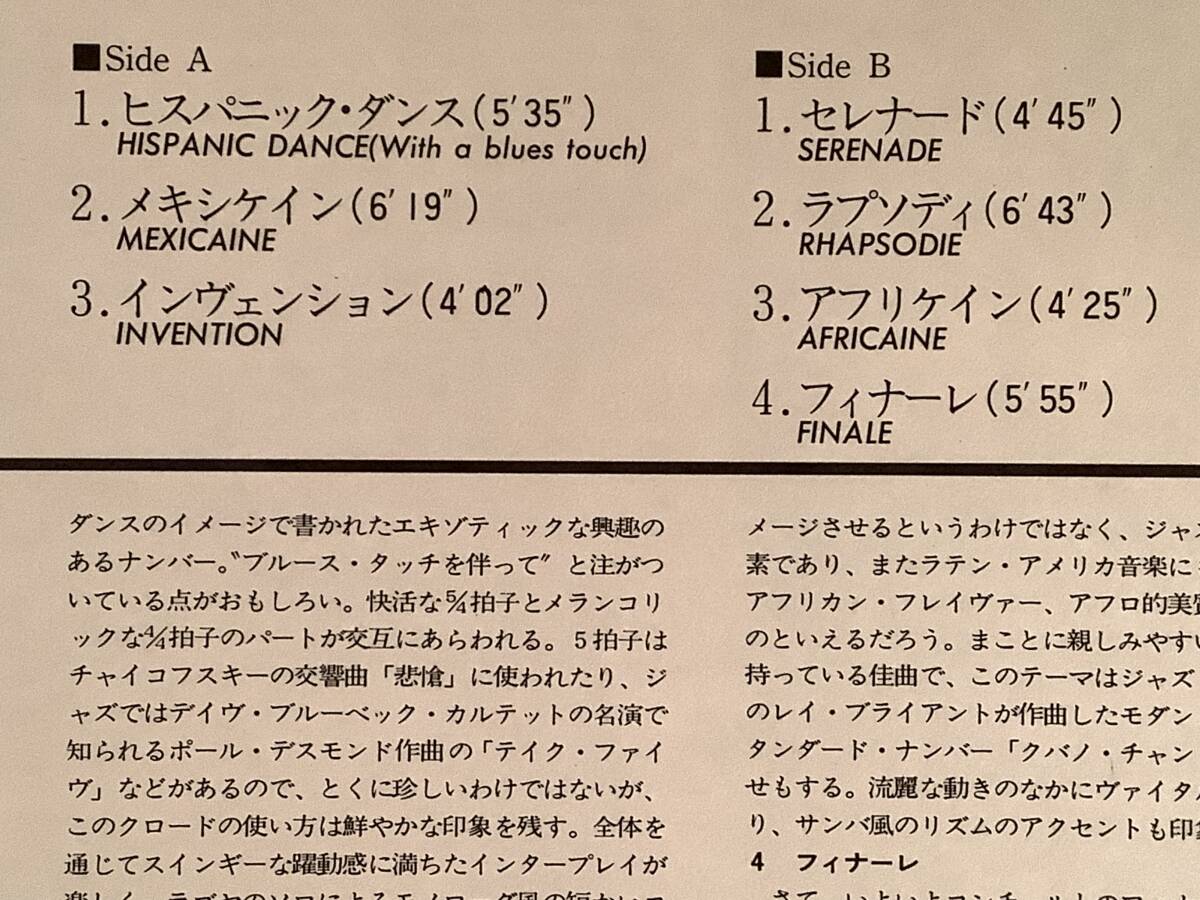 ■Side A
1.ヒスパニック・ダンス(5′35″)
HISPANIC DANCE(With a blues touch)
2.メキシケイン(6′19″)
MEXICAINE
3.インヴェンション(4′02″)
INVENTION
■Side B
1.セレナード(4′45″)
SERENADE
2.ラプソディ(6′43″)
RHAPSODIE
3.アフリケイン(4′25″)
AFRICAINE
4.フィナーレ(5′55″)
FINALE
ダンスのイメージで書かれたエキゾティックな興趣の
あるナンバー。〝ブルース・タッチを伴って″と注がつ
いている点がおもしろい。快活な5/4拍子とメランコリ
ックな4/4拍子のパートが交互にあらわれる。5拍子は
チャイコフスキーの交響曲「悲愴」に使われたり、ジ
ャズではデイヴ・ブルーベック・カルテットの名演で
知られるポール・デスモンド作曲の「テイク・ファイ
ヴ」などがあるので、とくに珍しいわけではないが、
このクロードの使い方は鮮やかな印象を残す。全体を
通じてスインギーな躍動感に満ちたインタープレイが
メージさせるというわけではなく、ジャズ
素であり、またラテン・アメリカ音楽に
アフリカン・フレイヴァー、アフロ的美質
のといえるだろう。まことに親しみやすい
持っている佳曲で、このテーマはジャズ
のレイ・ブライアントが作曲したモダン
タンダード・ナンバー「クバノ・チャン
せもする。流麗な動きのなかにヴァイタル
り、サンバ風のリズムのアクセントも印象
4 フィナーレ